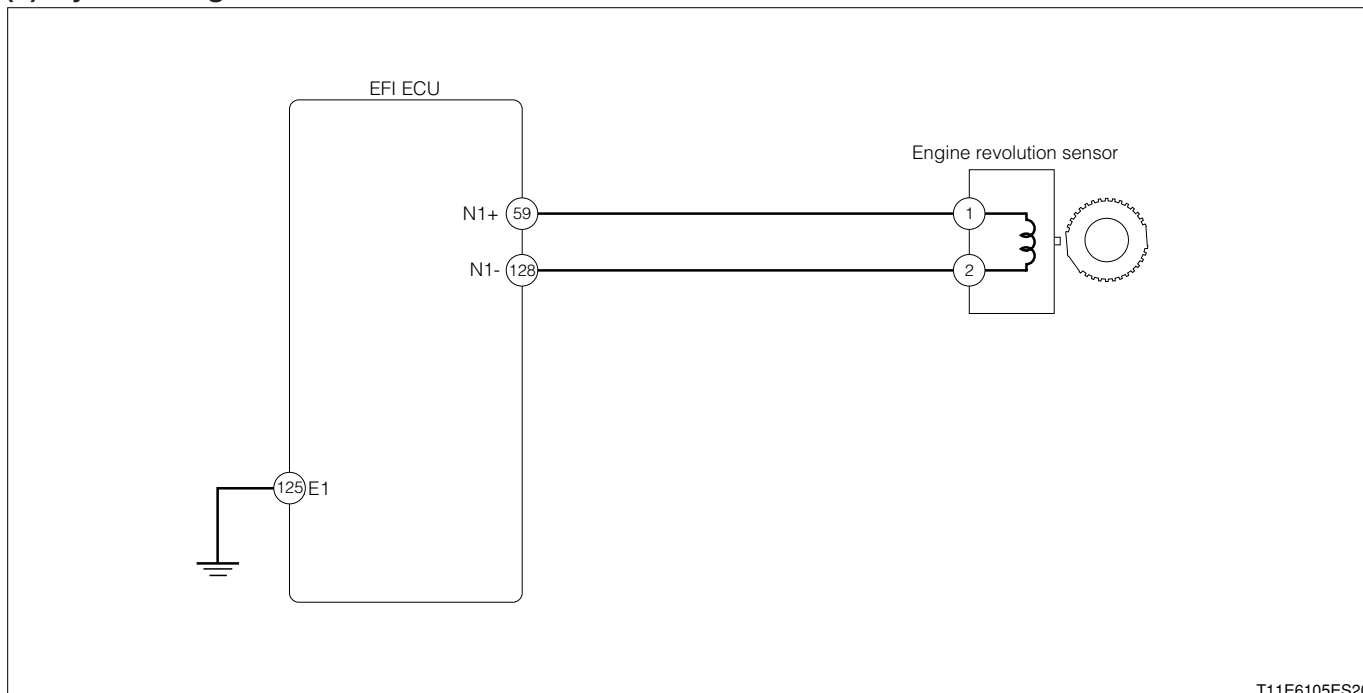 EFI ECU
Engine revolution sensor
N1+ 59 1
N1- 128 2
125 E1